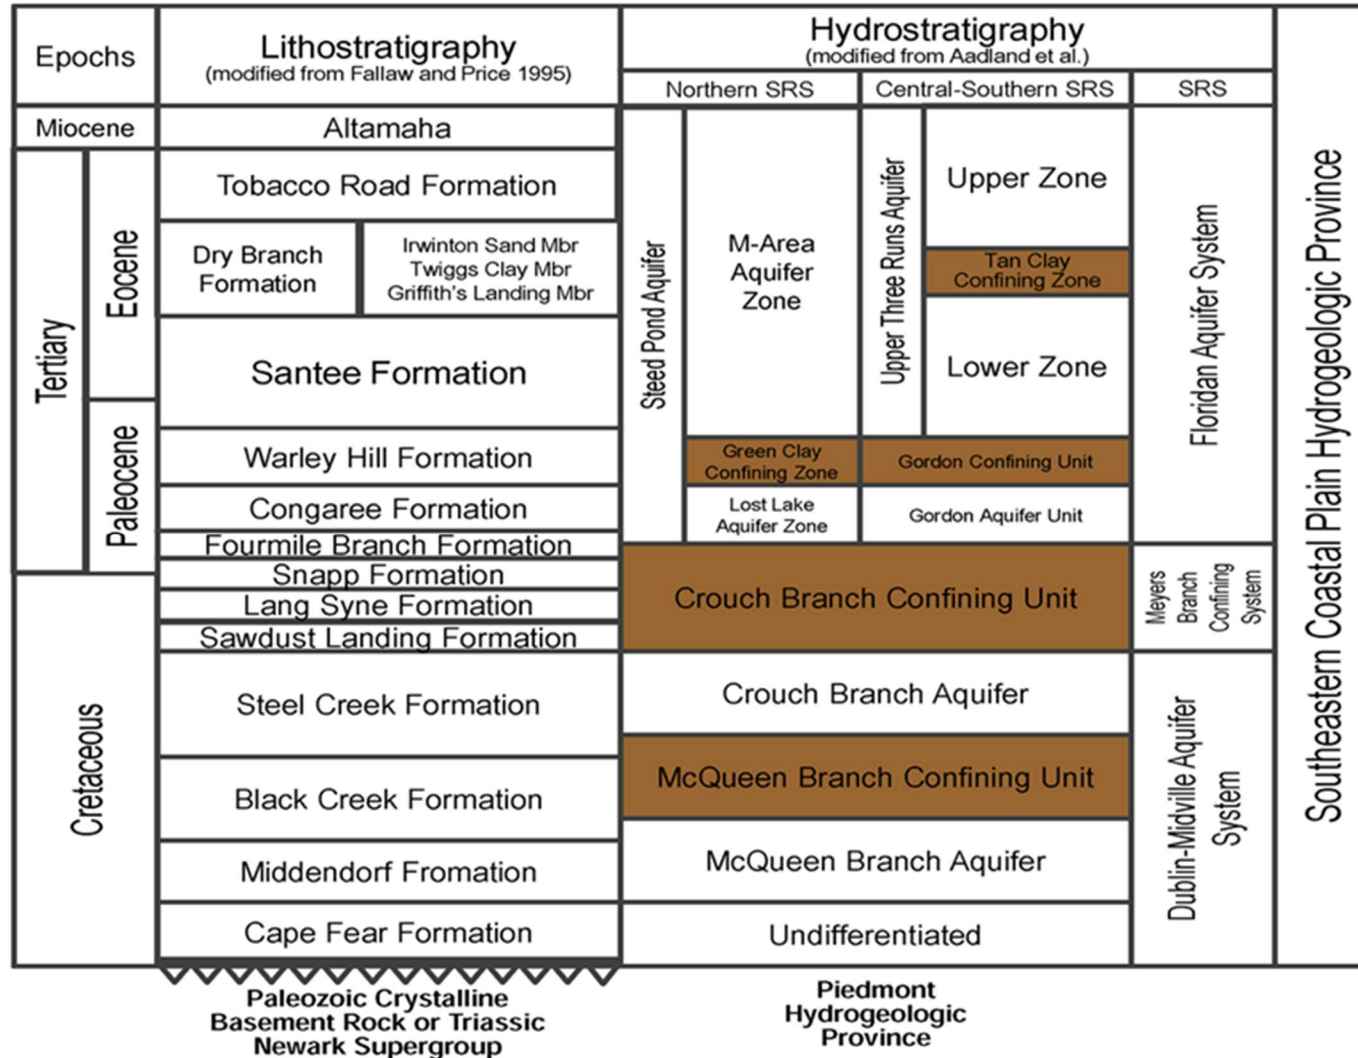 Epochs
Lithostratigraphy
(modified from Fallaw and Price 1995)
Hydrostratigraphy
(modified from Aadland et al.)
Northern SRS
Central-Southern SRS
SRS
Miocene
Tertiary
Eocene
Paleocene
Cretaceous
Altamaha
Tobacco Road Formation
Dry Branch
Formation
Irwinton Sand Mbr
Twiggs Clay Mbr
Griffith's Landing Mbr
Santee Formation
Warley Hill Formation
Congaree Formation
Fourmile Branch Formation
Snapp Formation
Lang Syne Formation
Sawdust Landing Formation
Steel Creek Formation
Black Creek Formation
Middendorf Fromation
Cape Fear Formation
Steed Pond Aquifer
M-Area
Aquifer
Zone
Green Clay
Confining Zone
Lost Lake
Aquifer Zone
Upper Three Runs Aquifer
Upper Zone
Tan Clay
Confining Zone
Lower Zone
Gordon Confining Unit
Gordon Aquifer Unit
Crouch Branch Confining Unit
Crouch Branch Aquifer
McQueen Branch Confining Unit
McQueen Branch Aquifer
Undifferentiated
Floridan Aquifer System
Meyers
Branch
Confining
System
Dublin-Midville Aquifer
System
Southeastern Coastal Plain Hydrogeologic Province
Paleozoic Crystalline
Basement Rock or Triassic
Newark Supergroup
Piedmont
Hydrogeologic
Province